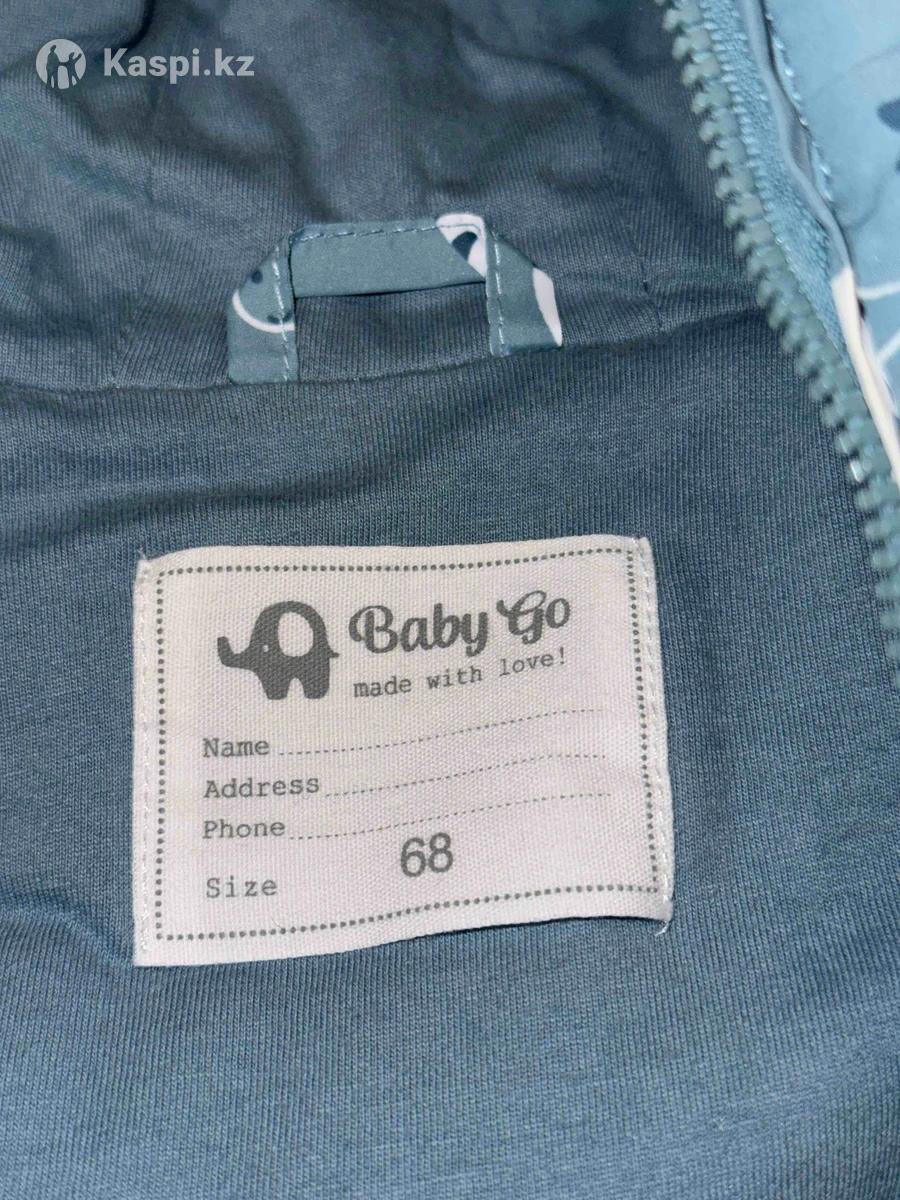 Kaspi.kz
Baby Go
made with love!
Name
Address
Phone
68
Size